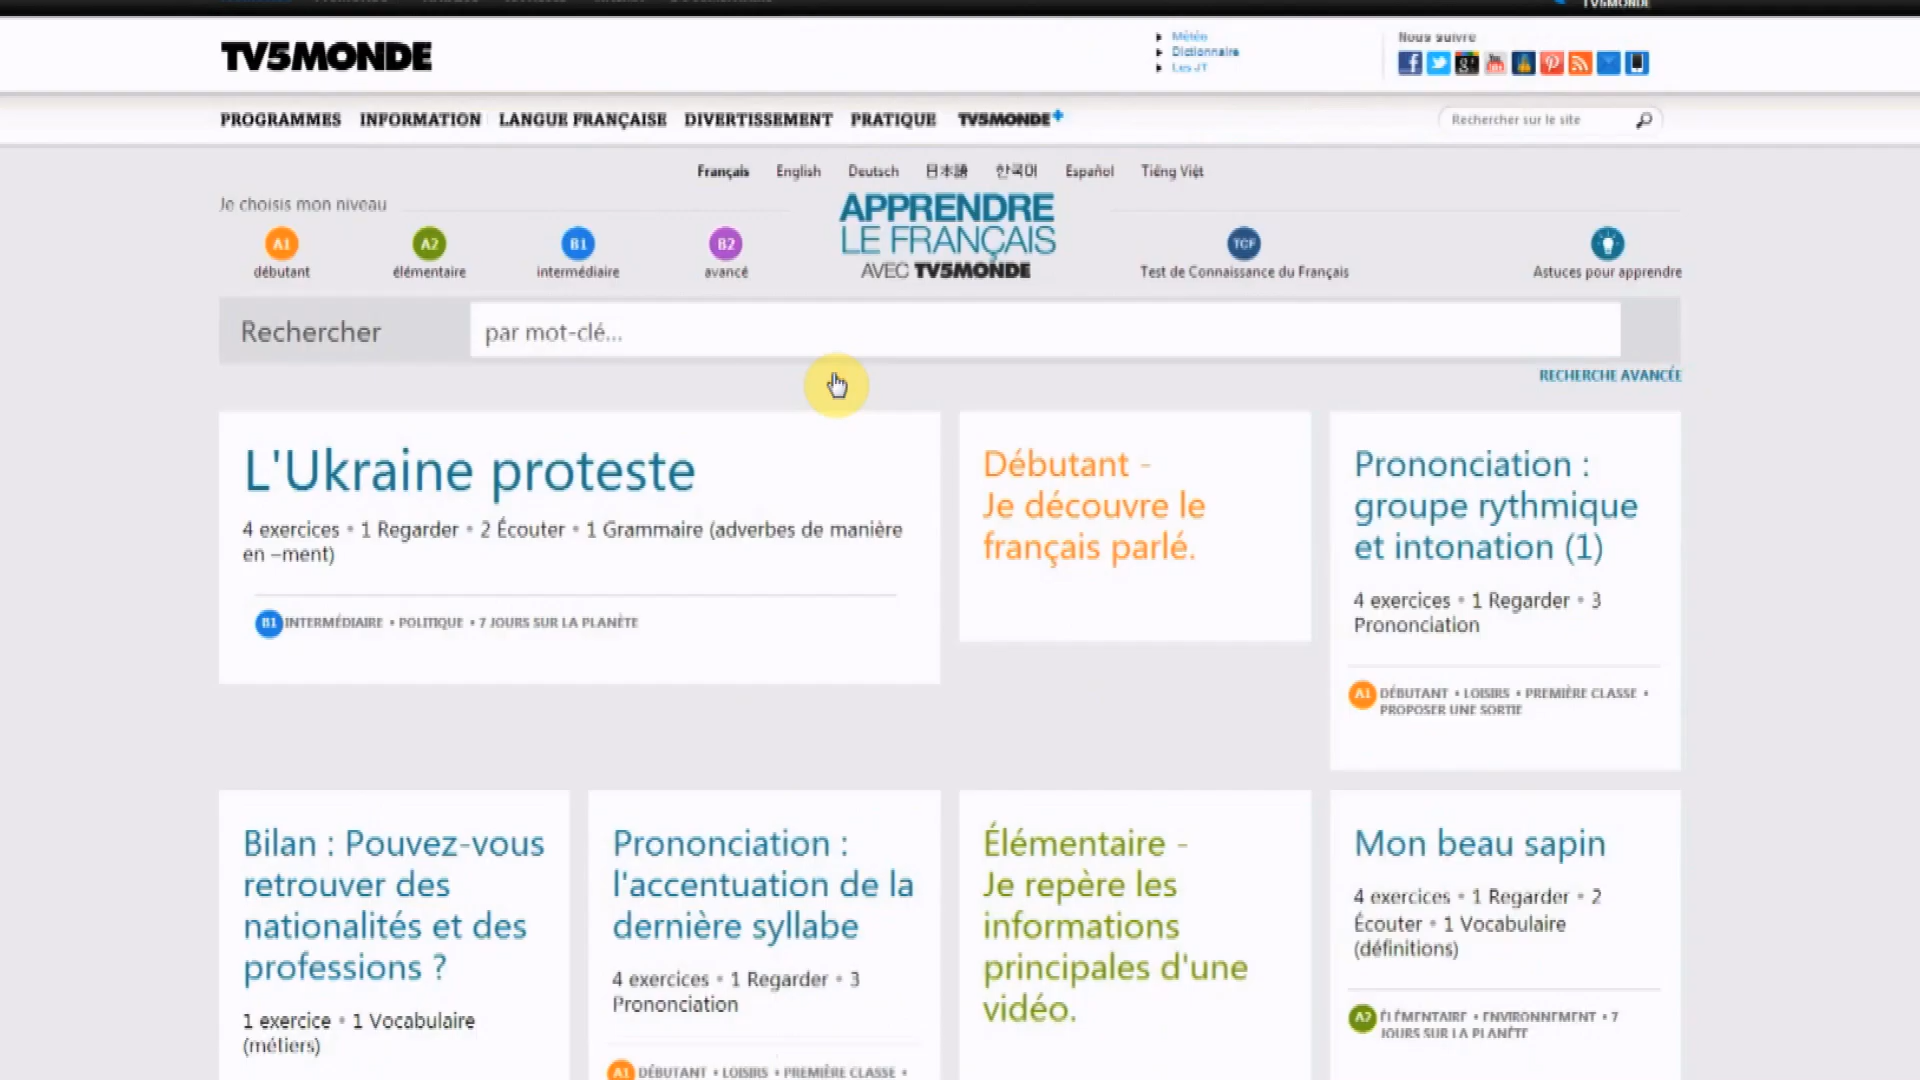 TV5MONDE
TV5MONDE
Météo
Dictionnaire
Les JT
Nous suivre
PROGRAMMES INFORMATION LANGUE FRANÇAISE DIVERTISSEMENT PRATIQUE TV5MONDE+
Rechercher sur le site
Français English Deutsch 日本語 한국어 Español Tiếng Việt
Je choisis mon niveau
A1 A2 B1 B2
débutant élémentaire intermédiaire avancé
APPRENDRE
LE FRANÇAIS
AVEC TV5MONDE
TCF
Test de Connaissance du Français
Astuces pour apprendre
Rechercher
par mot-clé...
RECHERCHE AVANCÉE
L'Ukraine proteste
4 exercices • 1 Regarder • 2 Écouter • 1 Grammaire (adverbes de manière
en –ment)
B1 INTERMÉDIAIRE • POLITIQUE • 7 JOURS SUR LA PLANÈTE
Débutant -
Je découvre le
français parlé.
Prononciation :
groupe rythmique
et intonation (1)
4 exercices • 1 Regarder • 3
Prononciation
A1 DÉBUTANT • LOISIRS • PREMIÈRE CLASSE •
PROPOSER UNE SORTIE
Bilan : Pouvez-vous
retrouver des
nationalités et des
professions ?
1 exercice • 1 Vocabulaire
(métiers)
Prononciation :
l'accentuation de la
dernière syllabe
4 exercices • 1 Regarder • 3
Prononciation
A1 DÉBUTANT • LOISIRS • PREMIÈRE CLASSE •
Élémentaire -
Je repère les
informations
principales d'une
vidéo.
Mon beau sapin
4 exercices • 1 Regarder • 2
Écouter • 1 Vocabulaire
(définitions)
A2 ÉLÉMENTAIRE • ENVIRONNEMENT • 7
JOURS SUR LA PLANÈTE